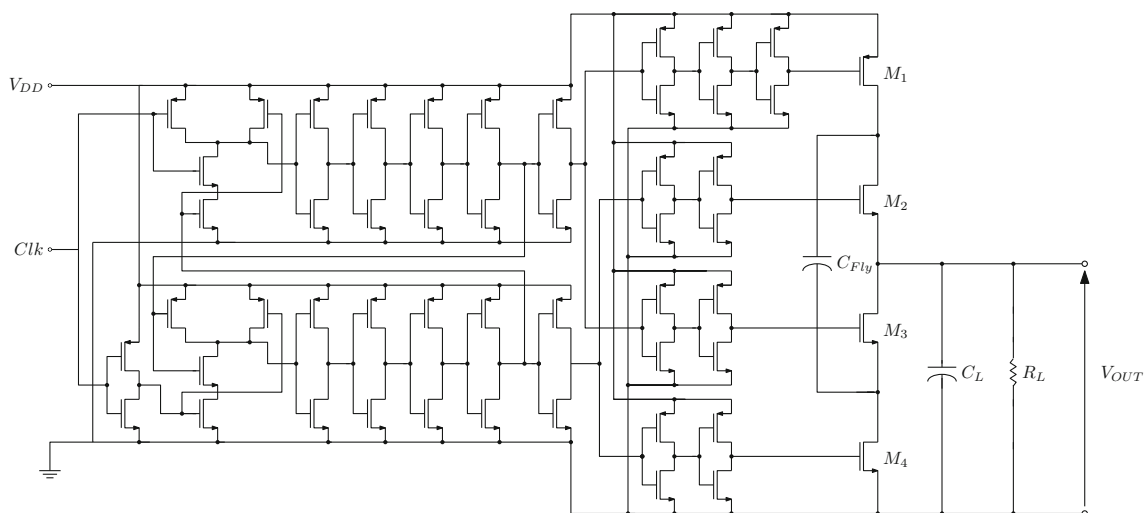 V_DD
Clk
M_1
M_2
C_Fly
M_3
C_L
R_L
V_OUT
M_4